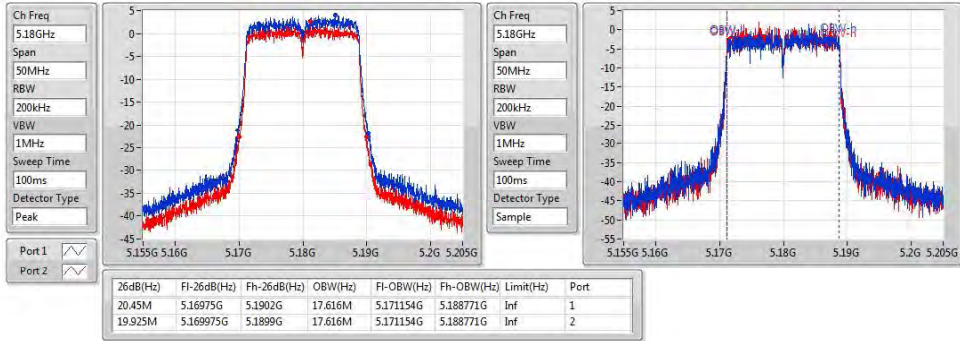 Ch Freq
5.18GHz
Span
50MHz
RBW
200kHz
VBW
1MHz
Sweep Time
100ms
Detector Type
Peak
Port 1
Port 2
5
0
-5
-10
-15
-20
-25
-30
-35
-40
-45
5.155G 5.16G 5.17G 5.18G 5.19G 5.2G 5.205G
Ch Freq
5.18GHz
Span
50MHz
RBW
200kHz
VBW
1MHz
Sweep Time
100ms
Detector Type
Sample
5
0
-5
-10
-15
-20
-25
-30
-35
-40
-45
-50
-55
OBW-h
5.155G 5.16G 5.17G 5.18G 5.19G 5.2G 5.205G
26dB(Hz) Fl-26dB(Hz) Fh-26dB(Hz) OBW(Hz) Fl-OBW(Hz) Fh-OBW(Hz) Limit(Hz) Port
20.45M 5.16975G 5.1902G 17.616M 5.171154G 5.188771G Inf 1
19.925M 5.169975G 5.1899G 17.616M 5.171154G 5.188771G Inf 2